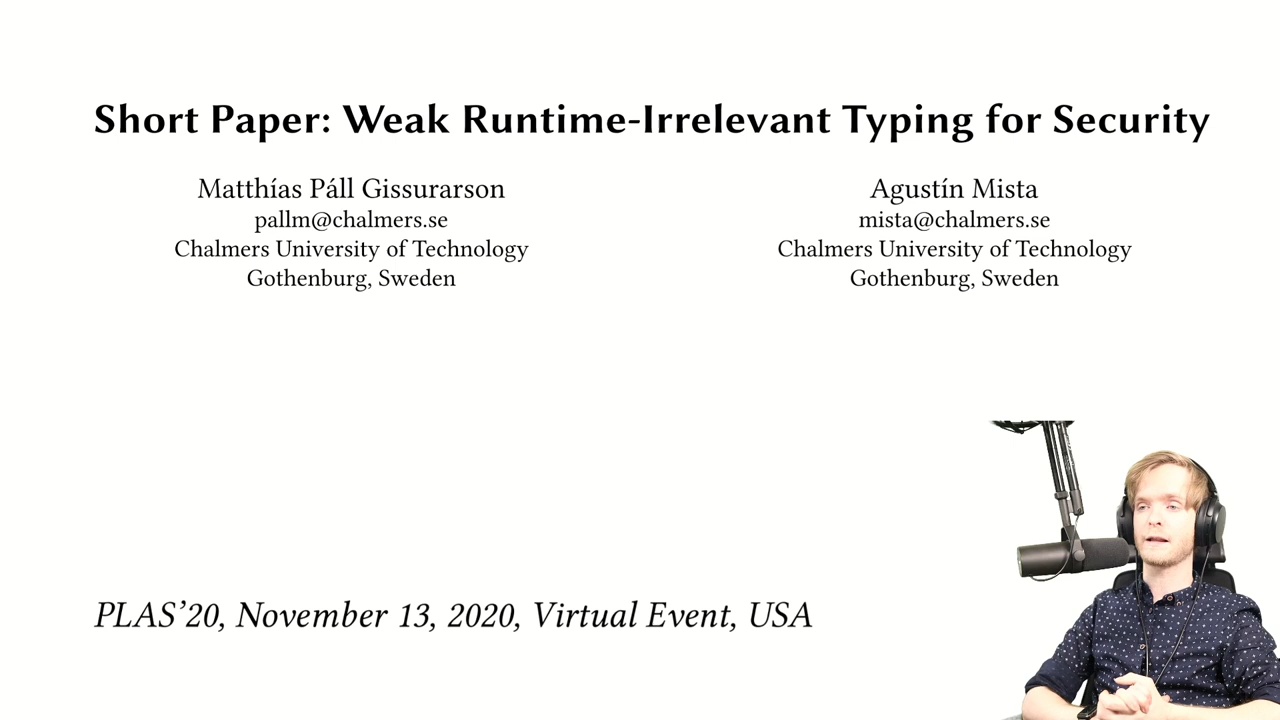 Short Paper: Weak Runtime-Irrelevant Typing for Security
Matthías Páll Gissurarson
pallm@chalmers.se
Chalmers University of Technology
Gothenburg, Sweden
Agustín Mista
mista@chalmers.se
Chalmers University of Technology
Gothenburg, Sweden
PLAS’20, November 13, 2020, Virtual Event, USA